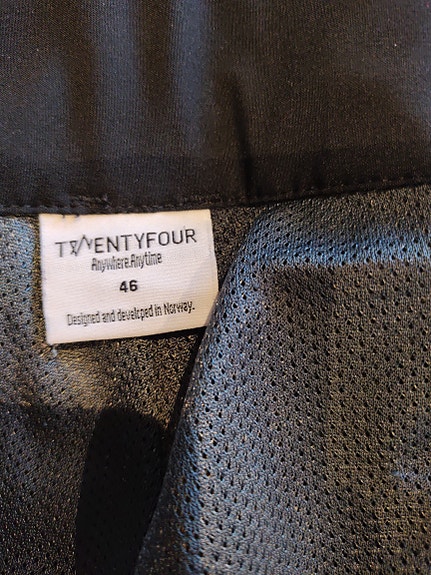 TWENTYFOUR
Anywhere.Anytime
46
Designed and developed in Norway.